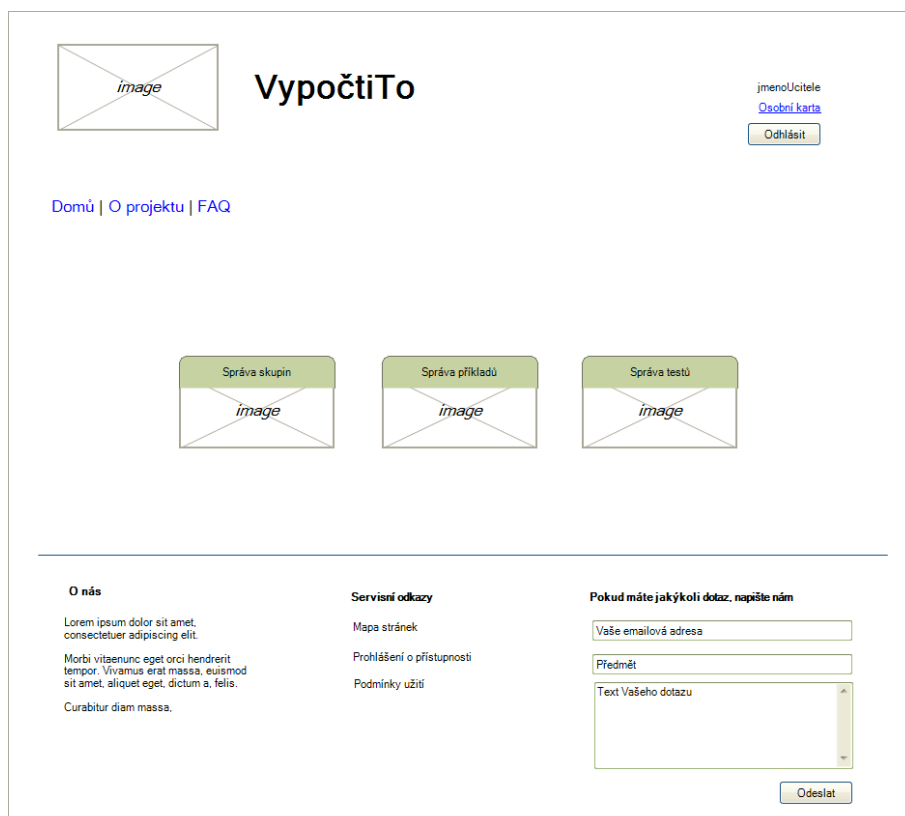 image
VypočtiTo
jmenoUcitele
Osobní karta
Odhlásit
Domů | O projektu | FAQ
Správa skupin
image
Správa příkladů
image
Správa testů
image
O nás
Lorem ipsum dolor sit amet,
consectetuer adipiscing elit.
Morbi vitaenunc eget orci hendrerit
tempor. Vivamus erat massa, euismod
sit amet, aliquet eget, dictum a, felis.
Curabitur diam massa,
Servisní odkazy
Mapa stránek
Prohlášení o přístupnosti
Podmínky užití
Pokud máte jakýkoli dotaz, napište nám
Vaše emailová adresa
Předmět
Text Vašeho dotazu
Odeslat